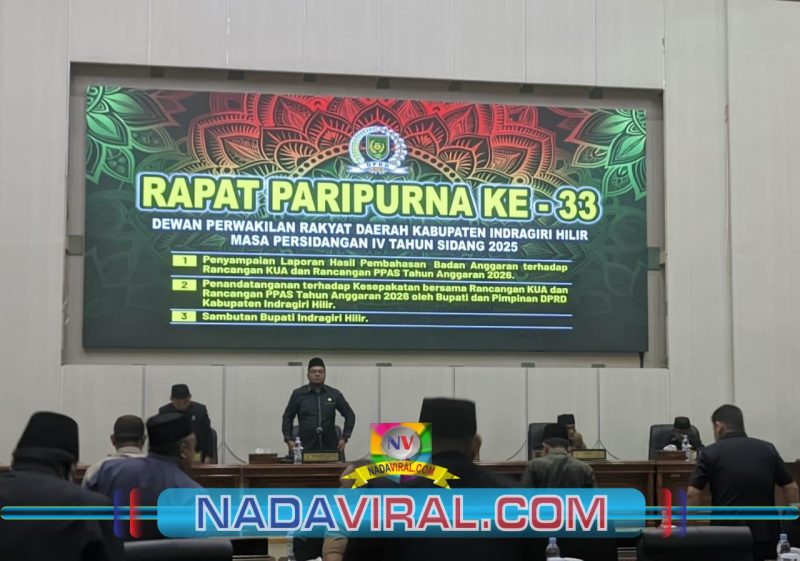 DPRD
RAPAT PARIPURNA KE - 33
DEWAN PERWAKILAN RAKYAT DAERAH KABUPATEN INDRAGIRI HILIR
MASA PERSIDANGAN IV TAHUN SIDANG 2025
1 Penyampaian Laporan Hasil Pembahasan Badan Anggaran terhadap
Rancangan KUA dan Rancangan PPAS Tahun Anggaran 2026.
2 Penandatanganan terhadap Kesepakatan bersama Rancangan KUA dan
Rancangan PPAS Tahun Anggaran 2026 oleh Bupati dan Pimpinan DPRD
Kabupaten Indragiri Hilir.
3 Sambutan Bupati Indragiri Hilir.
NV
NADAVIRAL.COM
NADAVIRAL.COM